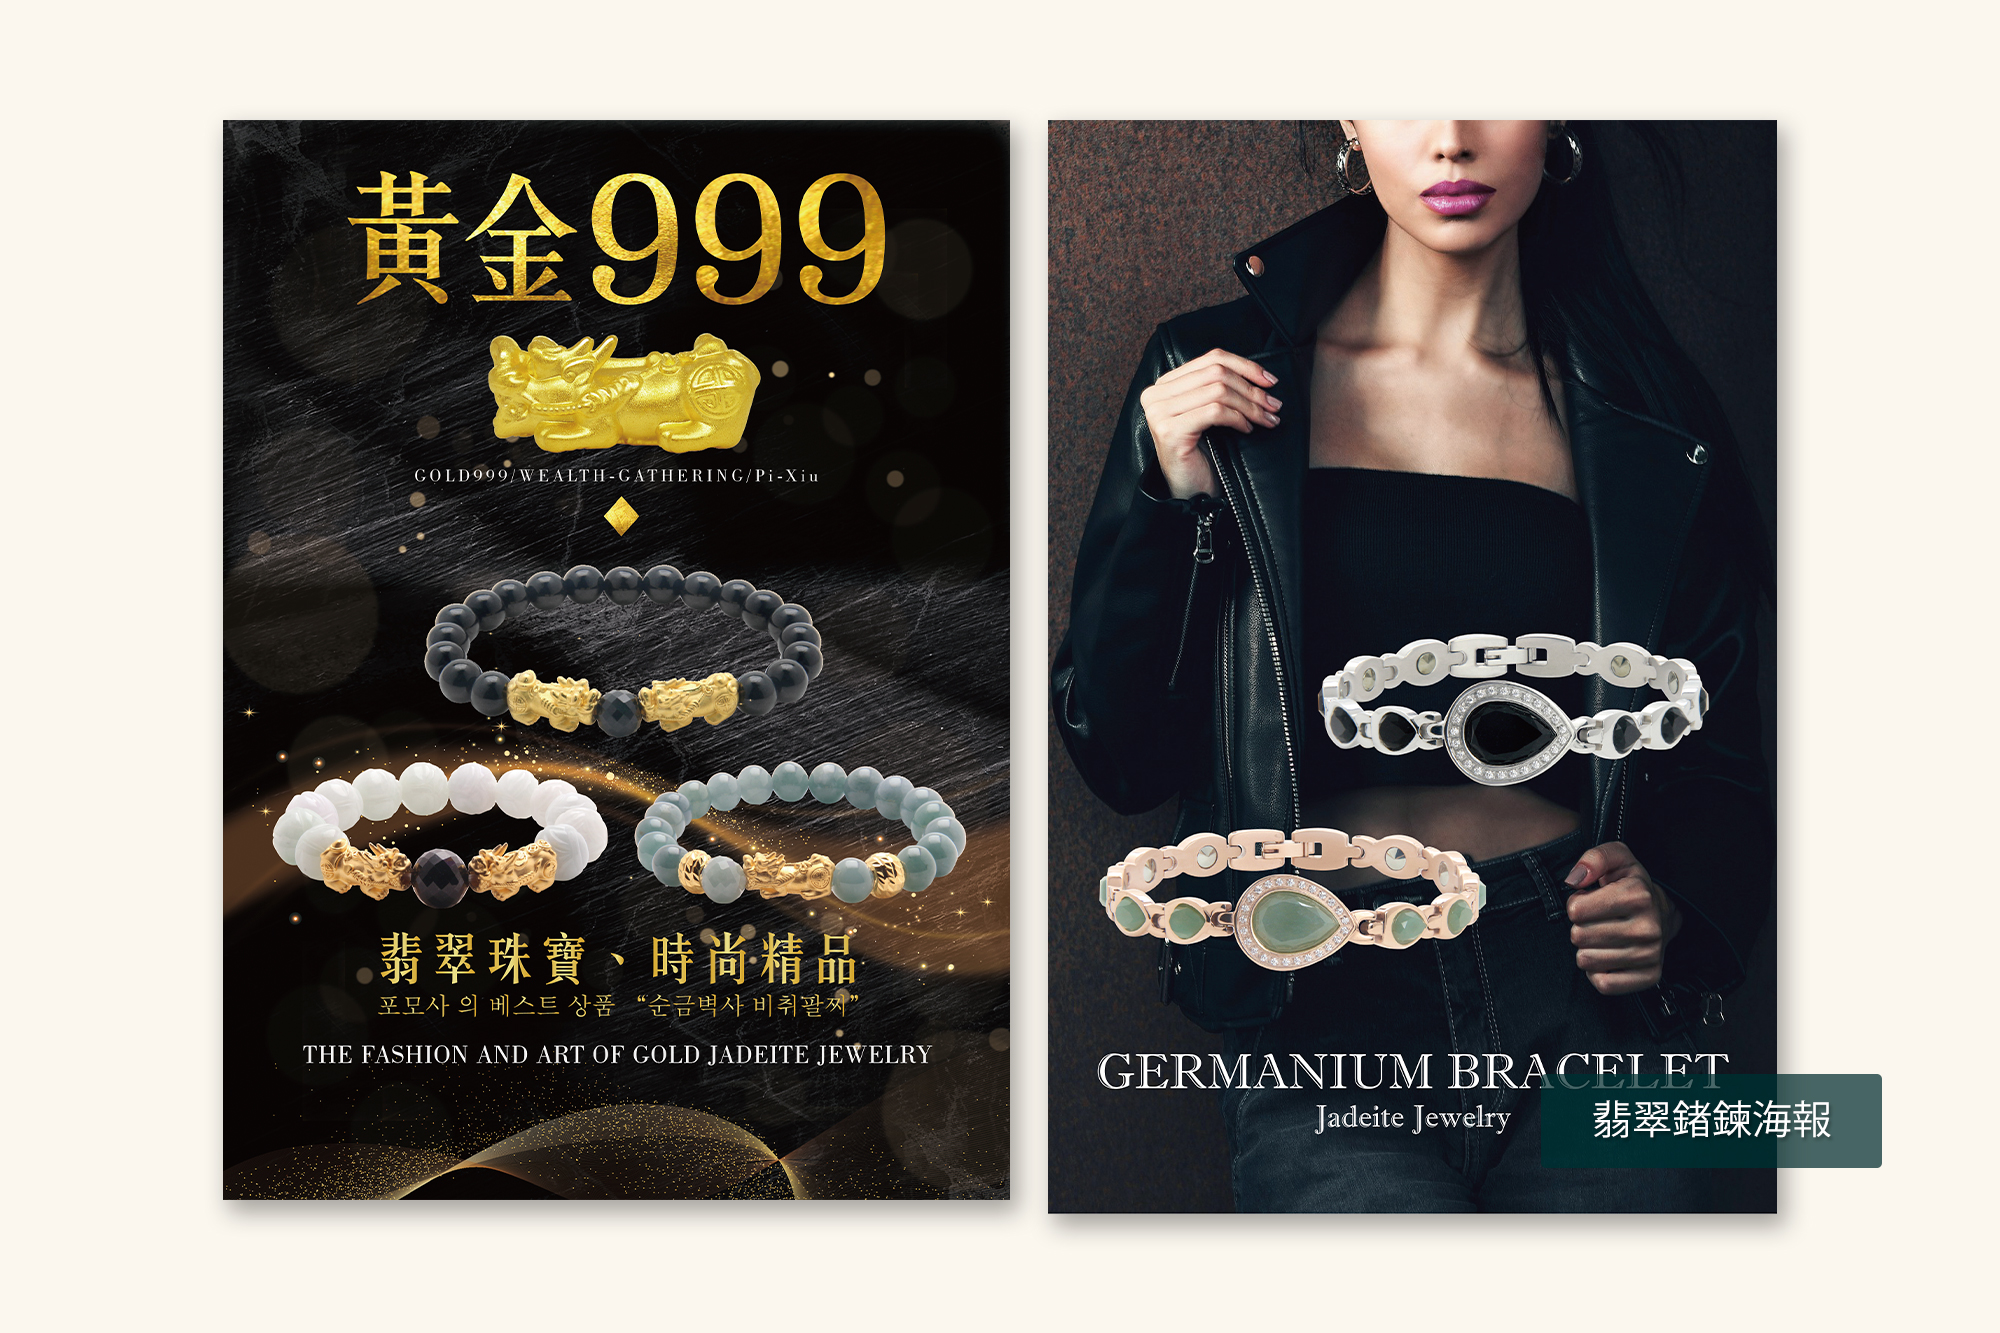 黃金999
GOLD999/WEALTH-GATHERING/Pi-Xiu
翡翠珠寶、時尚精品
포모사 의 베스트 상품 “순금벽사 비취팔찌”
THE FASHION AND ART OF GOLD JADEITE JEWELRY
GERMANIUM BRACELET
Jadeite Jewelry
翡翠鍺鍊海報